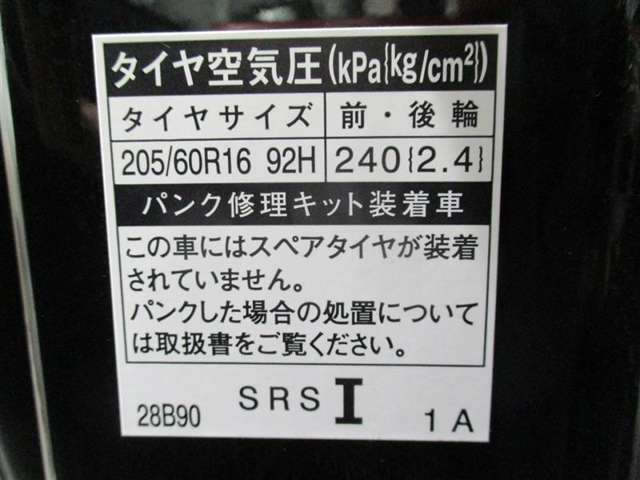 タイヤ空気圧(kPa{kg/cm²})
タイヤサイズ 前・後輪
205/60R16 92H 240{2.4}
パンク修理キット装着車
この車にはスペアタイヤが装着
されていません。
パンクした場合の処置について
は取扱書をご覧ください。
28B90 SRS I 1A